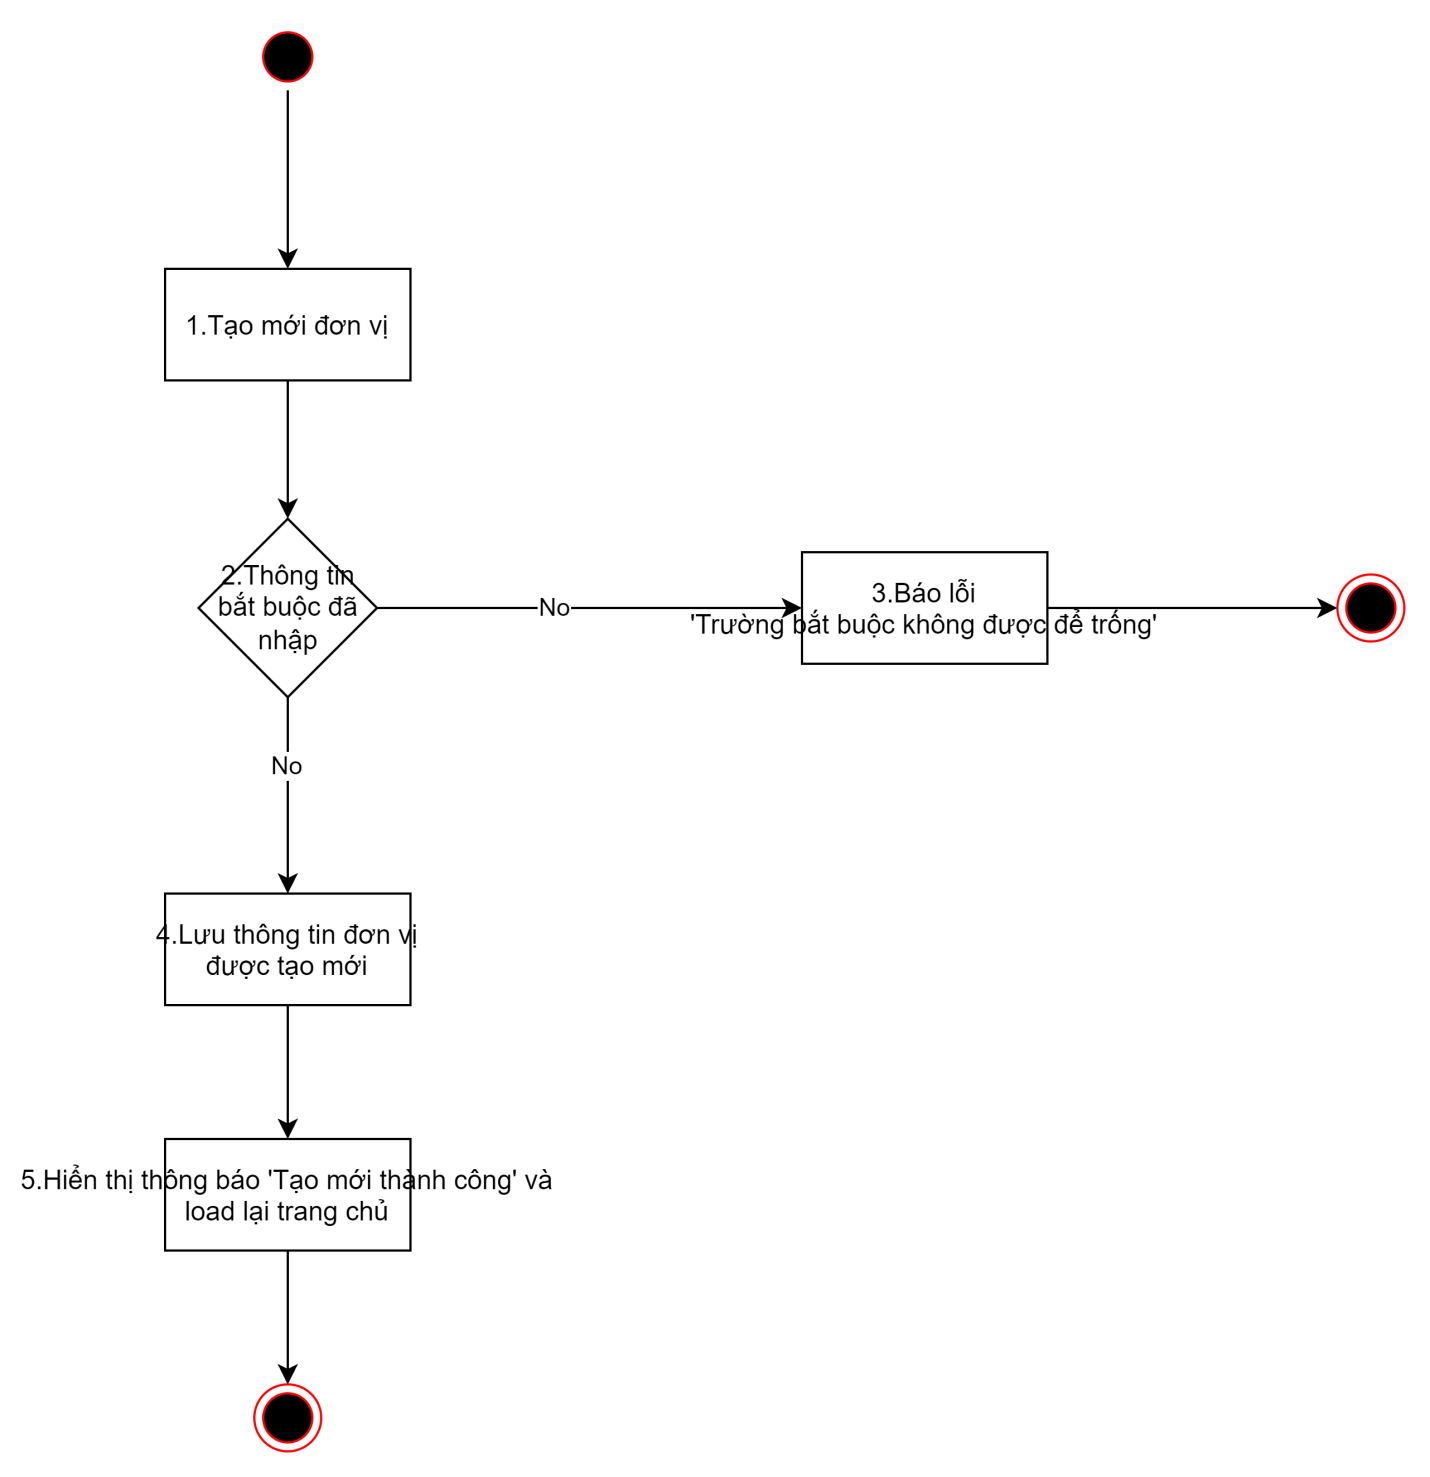 1.Tạo mới đơn vị
2.Thông tin
bắt buộc đã
nhập
No
3.Báo lỗi
'Trường bắt buộc không được để trống'
No
4.Lưu thông tin đơn vị
được tạo mới
5.Hiển thị thông báo 'Tạo mới thành công' và
load lại trang chủ